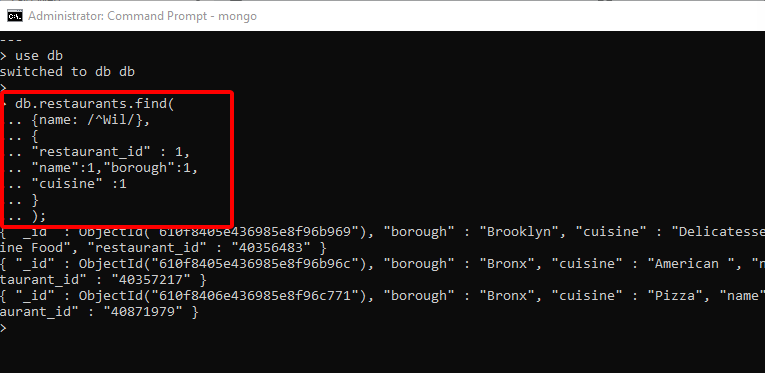 Administrator: Command Prompt - mongo
---
> use db
switched to db db
>
db.restaurants.find(
.. {name: /^Wil/},
.. {
.. "restaurant_id" : 1,
.. "name":1,"borough":1,
.. "cuisine" :1
.. }
.. );
{ "_id" : ObjectId("610f8405e436985e8f96b969"), "borough" : "Brooklyn", "cuisine" : "Delicatesse
ine Food", "restaurant_id" : "40356483" }
{ "_id" : ObjectId("610f8405e436985e8f96b96c"), "borough" : "Bronx", "cuisine" : "American ", "n
taurant_id" : "40357217" }
{ "_id" : ObjectId("610f8406e436985e8f96c771"), "borough" : "Bronx", "cuisine" : "Pizza", "name"
aurant_id" : "40871979" }
>